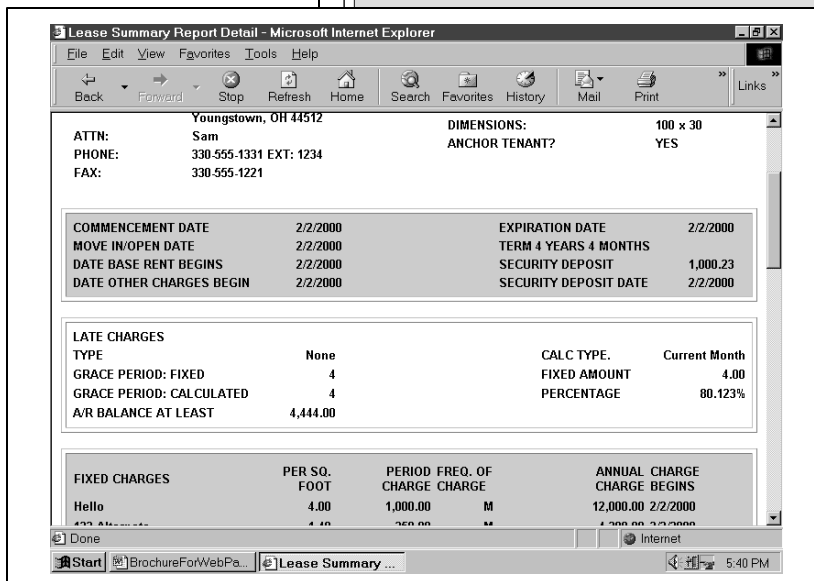 Lease Summary Report Detail - Microsoft Internet Explorer
File Edit View Favorites Tools Help
Back Forward Stop Refresh Home Search Favorites History Mail Print » Links »
Youngstown, OH 44512 DIMENSIONS: 100 x 30
ATTN: Sam ANCHOR TENANT? YES
PHONE: 330-555-1331 EXT: 1234
FAX: 330-555-1221
COMMENCEMENT DATE 2/2/2000 EXPIRATION DATE 2/2/2000
MOVE IN/OPEN DATE 2/2/2000 TERM 4 YEARS 4 MONTHS
DATE BASE RENT BEGINS 2/2/2000 SECURITY DEPOSIT 1,000.23
DATE OTHER CHARGES BEGIN 2/2/2000 SECURITY DEPOSIT DATE 2/2/2000
LATE CHARGES
TYPE None CALC TYPE. Current Month
GRACE PERIOD: FIXED 4 FIXED AMOUNT 4.00
GRACE PERIOD: CALCULATED 4 PERCENTAGE 80.123%
A/R BALANCE AT LEAST 4,444.00
FIXED CHARGES PER SQ. FOOT PERIOD CHARGE FREQ. OF CHARGE ANNUAL CHARGE CHARGE BEGINS
Hello 4.00 1,000.00 M 12,000.00 2/2/2000
Done Internet
Start BrochureForWebPa... Lease Summary ... 5:40 PM